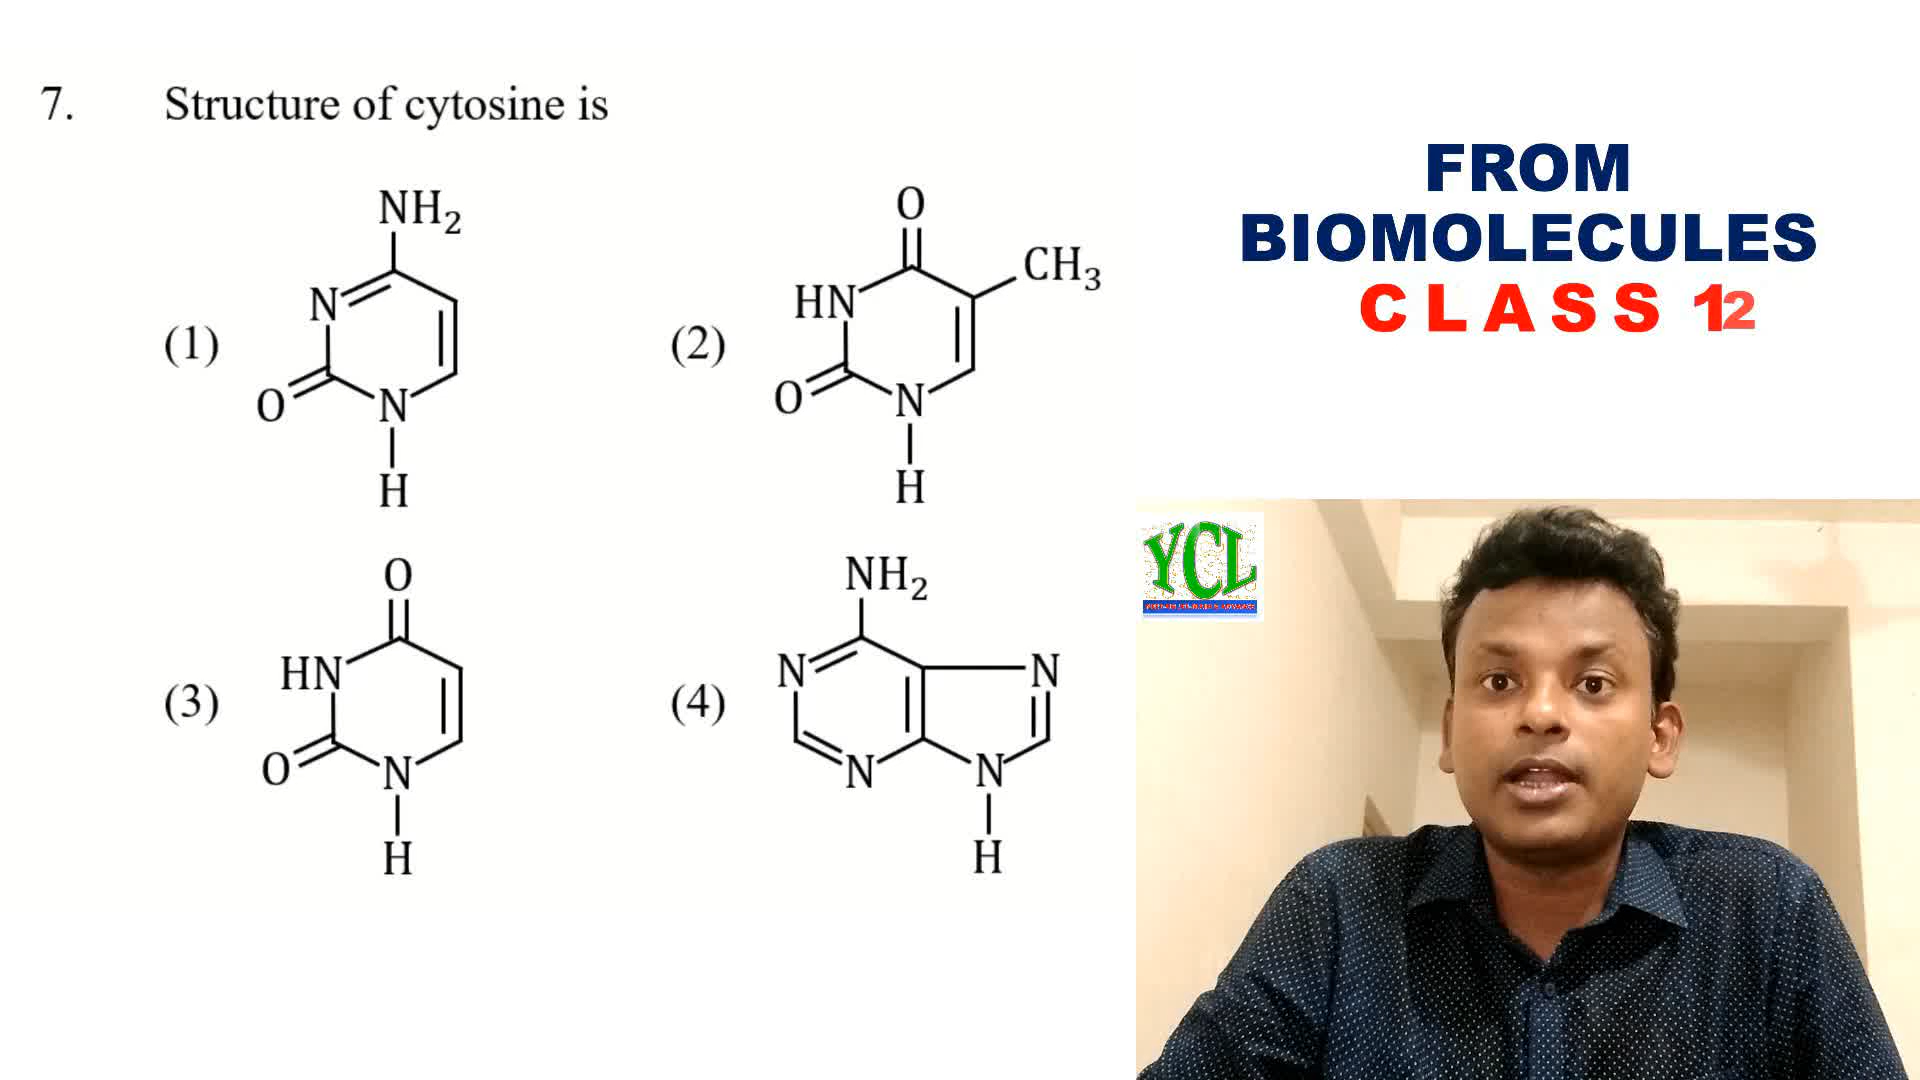 7. Structure of cytosine is
(1)
NH₂
N
O
N
H
(2)
O
HN
CH₃
O
N
H
(3)
O
HN
O
N
H
(4)
NH₂
N
N
N
N
H
FROM
BIOMOLECULES
CLASS 12
YCL